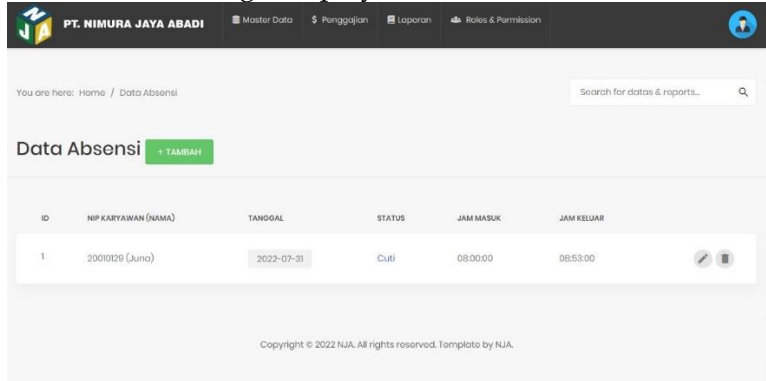 PT. NIMURA JAYA ABADI Master Data $ Penggajian Laporan Roles & Permission
You are here: Home / Data Absensi Search for datas & reports...
Data Absensi + TAMBAH
ID NIP KARYAWAN (NAMA) TANGGAL STATUS JAM MASUK JAM KELUAR
1 20010129 (Juna) 2022-07-31 Cuti 08:00:00 08:53:00
Copyright © 2022 NJA. All rights reserved. Template by NJA.